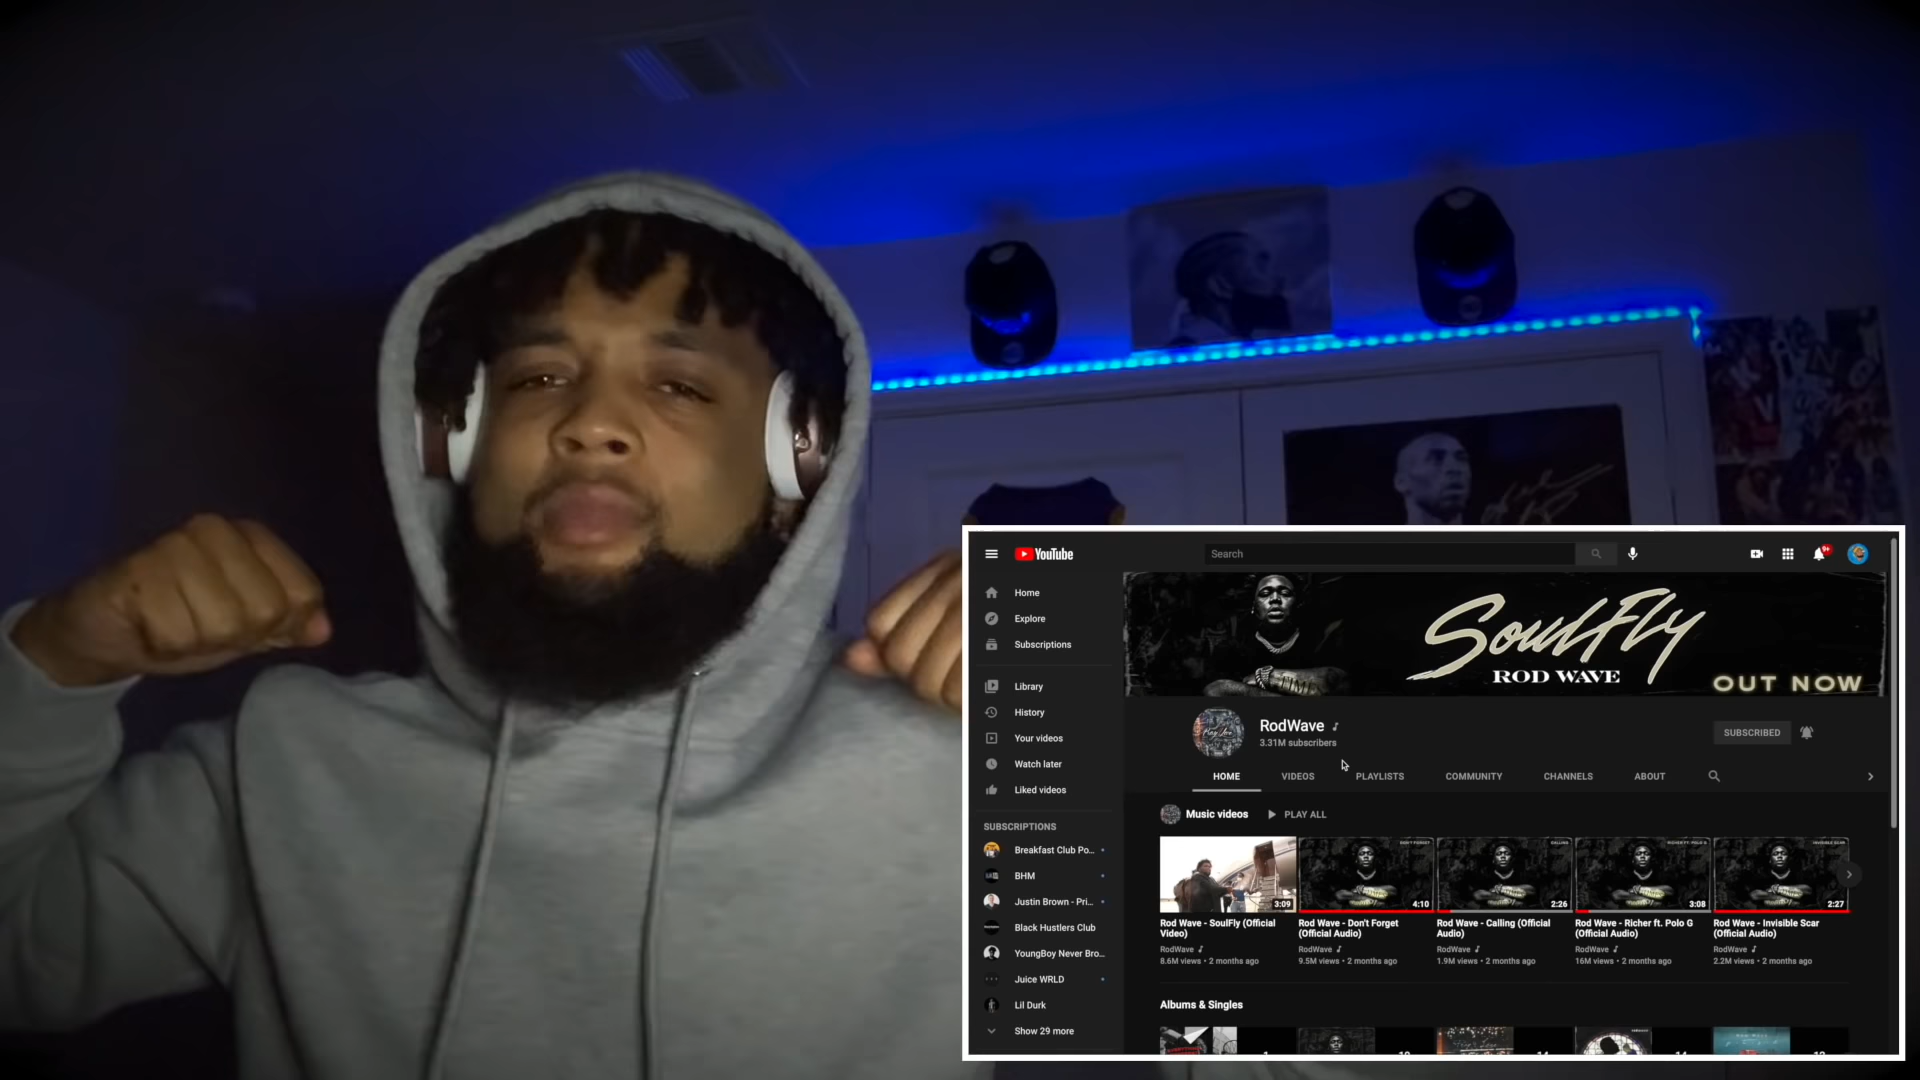 YouTube
Search
9+
Home
Explore
Subscriptions
Library
History
Your videos
Watch later
Liked videos
SUBSCRIPTIONS
Breakfast Club Po...
BHM
Justin Brown - Pri...
Black Hustlers Club
YoungBoy Never Bro...
Juice WRLD
Lil Durk
Show 29 more
SoulFly
ROD WAVE
OUT NOW
TIME
RodWave
3.31M subscribers
SUBSCRIBED
HOME
VIDEOS
PLAYLISTS
COMMUNITY
CHANNELS
ABOUT
Music videos
PLAY ALL
3:09
4:10
2:26
3:08
2:27
Rod Wave - SoulFly (Official
Video)
RodWave
8.6M views • 2 months ago
Rod Wave - Don't Forget
(Official Audio)
RodWave
9.5M views • 2 months ago
Rod Wave - Calling (Official
Audio)
RodWave
1.9M views • 2 months ago
Rod Wave - Richer ft. Polo G
(Official Audio)
RodWave
16M views • 2 months ago
Rod Wave - Invisible Scar
(Official Audio)
RodWave
2.2M views • 2 months ago
Albums & Singles